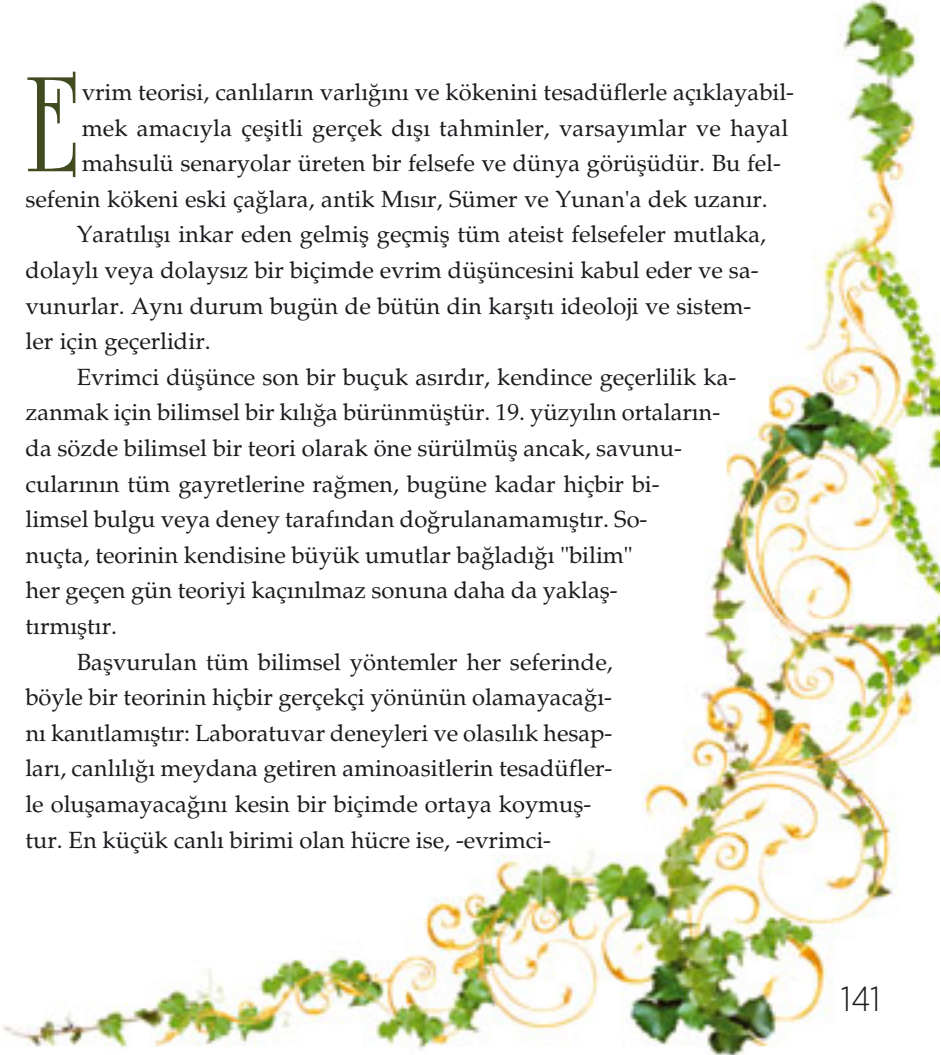 Evrim teorisi, canlıların varlığını ve kökenini tesadüflerle açıklayabil-
mek amacıyla çeşitli gerçek dışı tahminler, varsayımlar ve hayal
mahsulü senaryolar üreten bir felsefe ve dünya görüşüdür. Bu fel-
sefenin kökeni eski çağlara, antik Mısır, Sümer ve Yunan'a dek uzanır.
Yaratılışı inkar eden gelmiş geçmiş tüm ateist felsefeler mutlaka,
dolaylı veya dolaysız bir biçimde evrim düşüncesini kabul eder ve sa-
vunurlar. Aynı durum bugün de bütün din karşıtı ideoloji ve sistem-
ler için geçerlidir.
Evrimci düşünce son bir buçuk asırdır, kendince geçerlilik ka-
zanmak için bilimsel bir kılığa bürünmüştür. 19. yüzyılın ortaların-
da sözde bilimsel bir teori olarak öne sürülmüş ancak, savunu-
cularının tüm gayretlerine rağmen, bugüne kadar hiçbir bi-
limsel bulgu veya deney tarafından doğrulanamamıştır. So-
nuçta, teorinin kendisine büyük umutlar bağladığı "bilim"
her geçen gün teoriyi kaçınılmaz sonuna daha da yaklaş-
tırmıştır.
Başvurulan tüm bilimsel yöntemler her seferinde,
böyle bir teorinin hiçbir gerçekçi yönünün olamayacağı-
nı kanıtlamıştır: Laboratuvar deneyleri ve olasılık hesap-
ları, canlılığı meydana getiren aminoasitlerin tesadüfler-
le oluşamayacağını kesin bir biçimde ortaya koymuş-
tur. En küçük canlı birimi olan hücre ise, -evrimci-
141